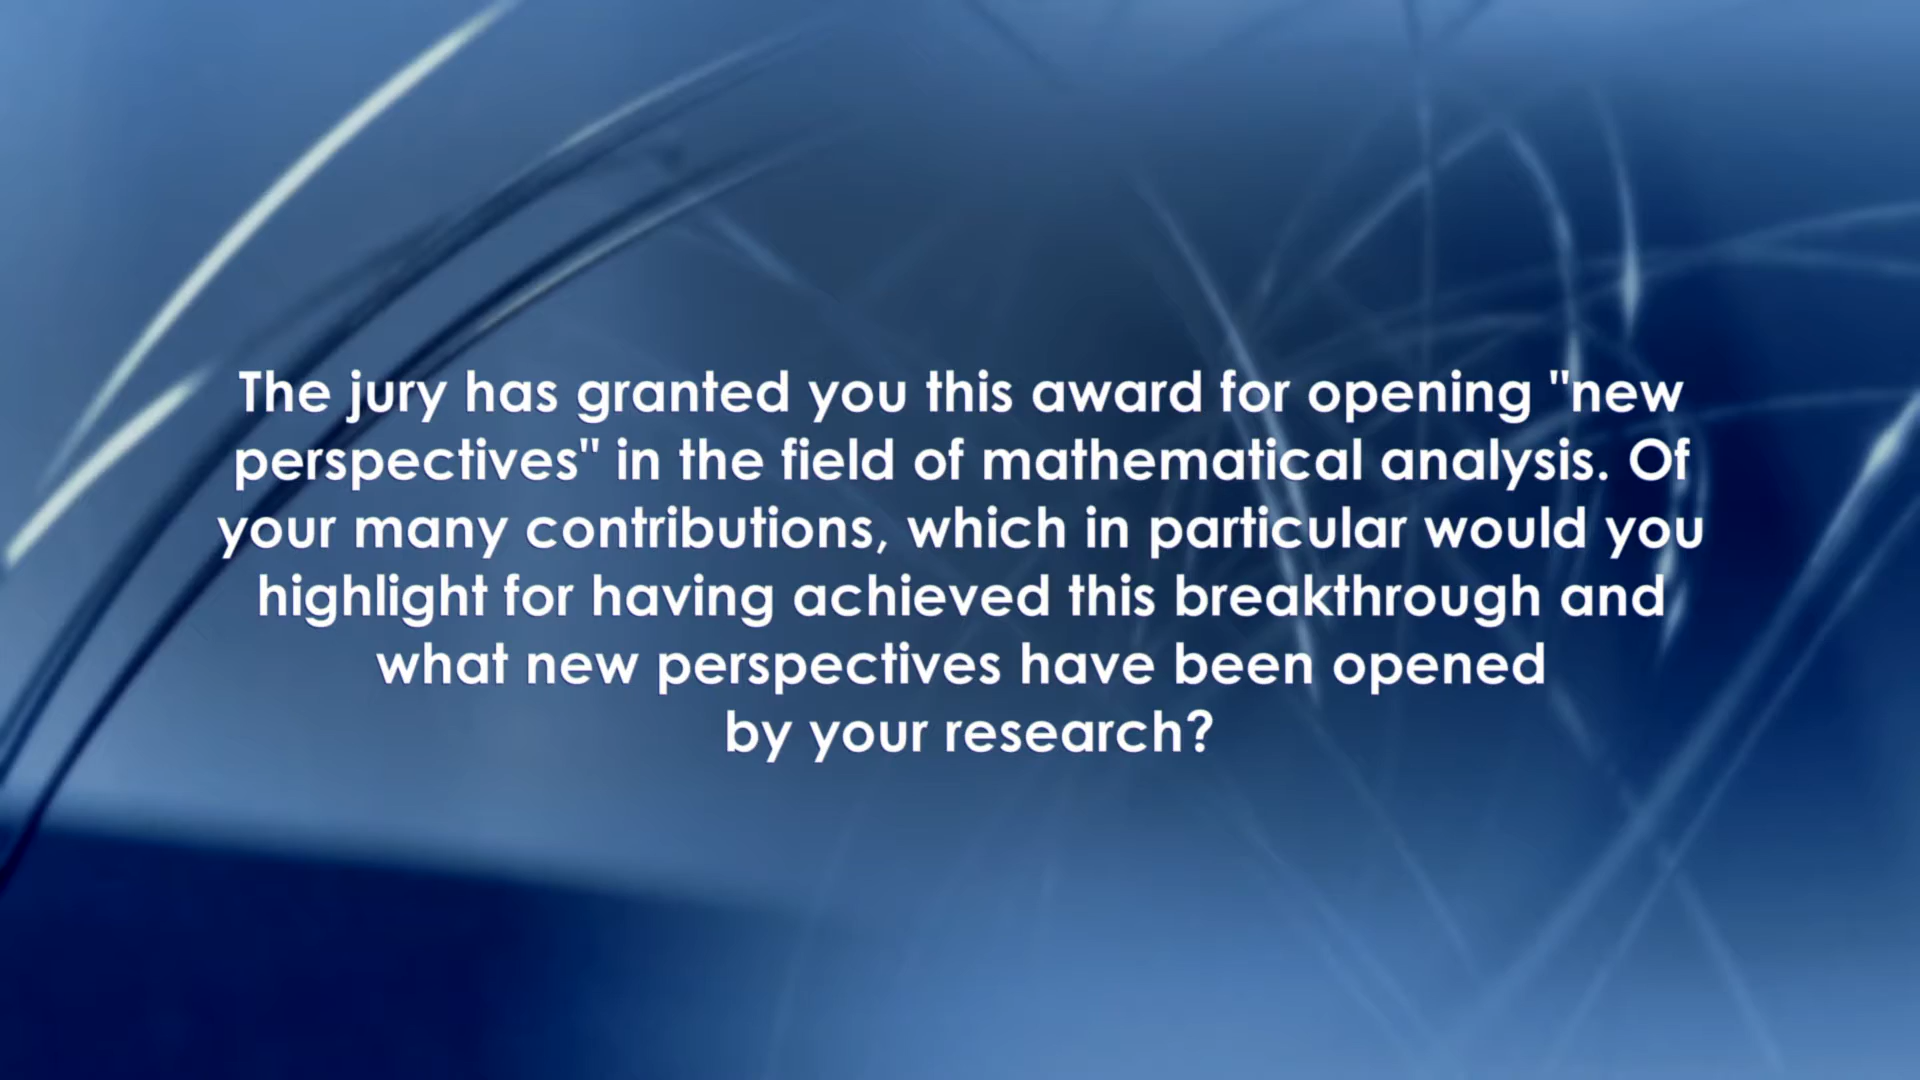 The jury has granted you this award for opening "new
perspectives" in the field of mathematical analysis. Of
your many contributions, which in particular would you
highlight for having achieved this breakthrough and
what new perspectives have been opened
by your research?